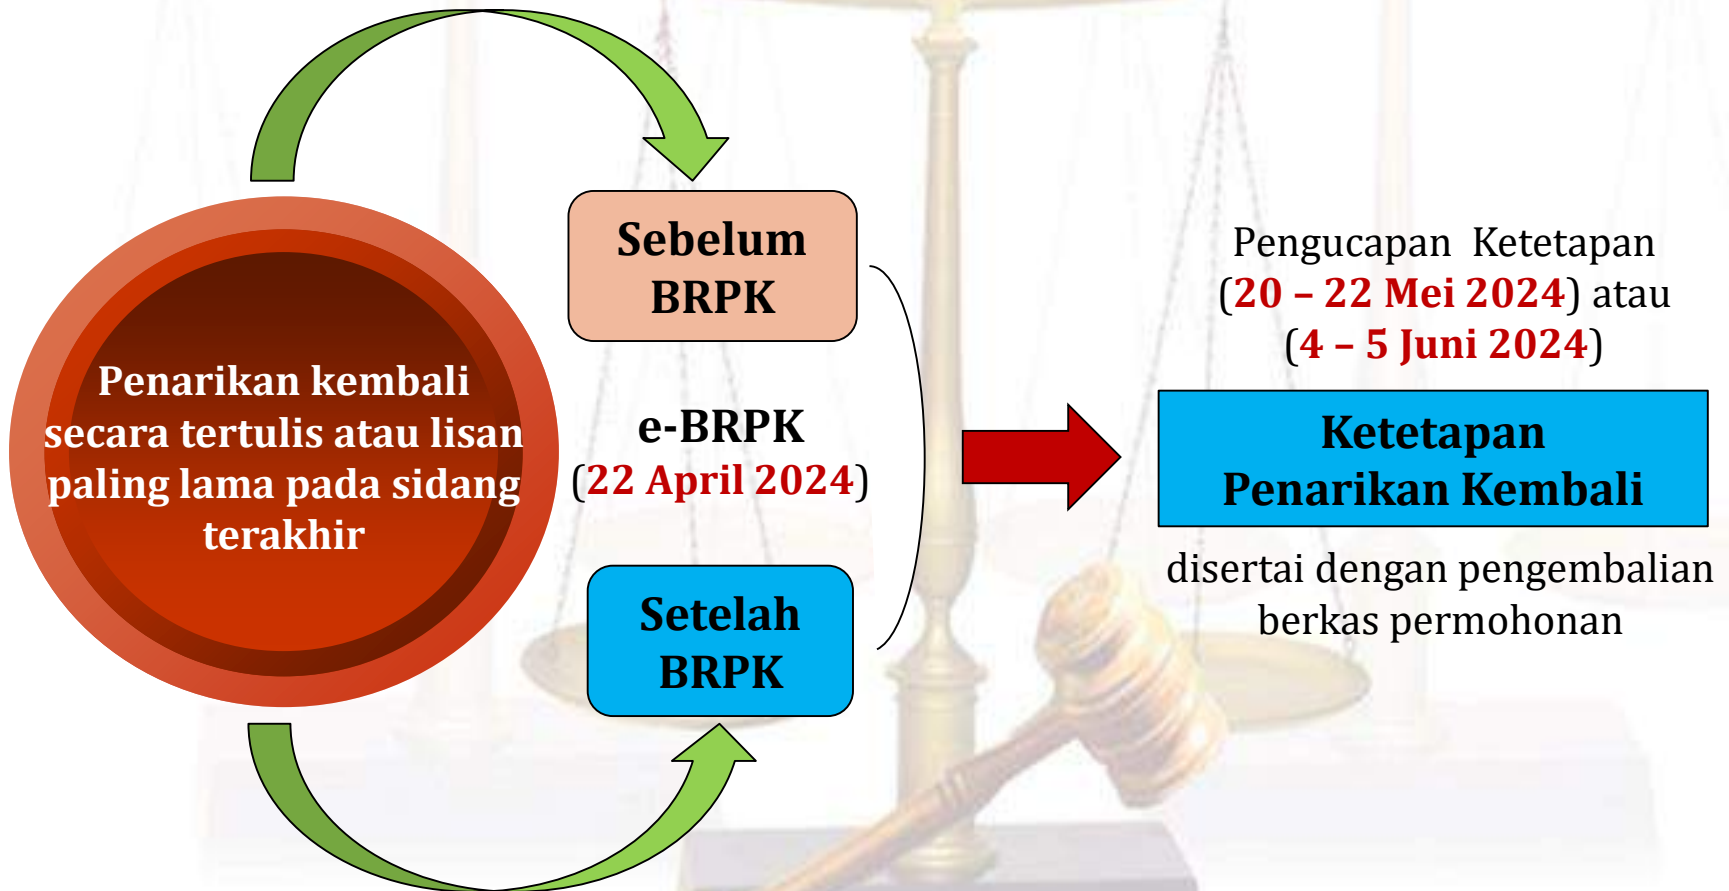 Penarikan kembali
secara tertulis atau lisan
paling lama pada sidang
terakhir
Sebelum
BRPK
e-BRPK
(22 April 2024)
Setelah
BRPK
Pengucapan Ketetapan
(20 – 22 Mei 2024) atau
(4 – 5 Juni 2024)
Ketetapan
Penarikan Kembali
disertai dengan pengembalian
berkas permohonan